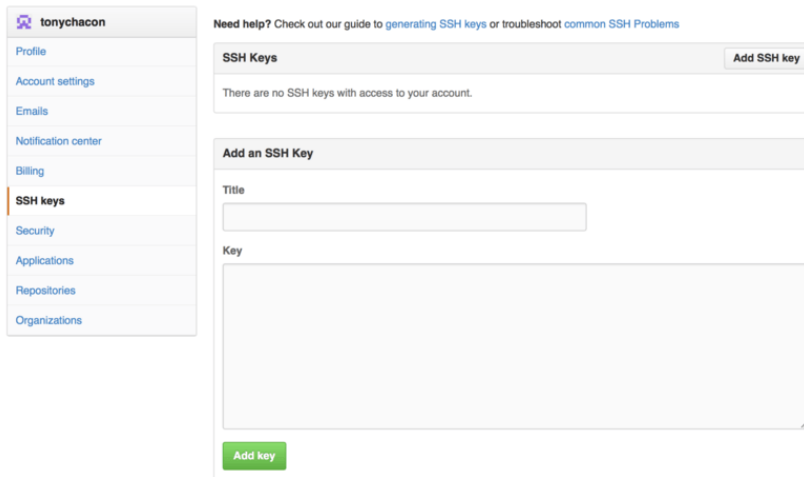 tonychacon
Profile
Account settings
Emails
Notification center
Billing
SSH keys
Security
Applications
Repositories
Organizations
Need help? Check out our guide to generating SSH keys or troubleshoot common SSH Problems
SSH Keys
Add SSH key
There are no SSH keys with access to your account.
Add an SSH Key
Title
Key
Add key